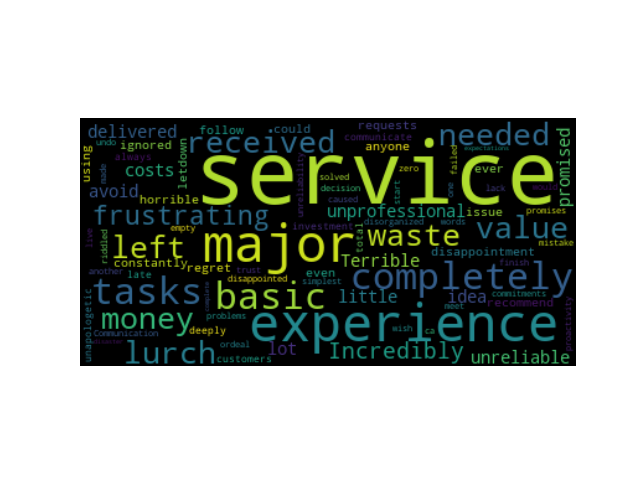 delivered
follow
could
requests
communicate
needed
promised
undo
ignored
letdown
received
anyone
failed
expectations
using
made
always
costs
service
solved
zero
ever
lack
one
would
avoid
horrible
unreliability
decision
caused
start
frustrating
unprofessional
issue
promises
empty
investment
disorganized
words
value
mistake
live
riddled
left
major
total
waste
disappointment
constantly
regret
trust
Terrible
finish
another
late
disappointed
even
simplest
completely
tasks
basic
little
idea
commitments
recommend
unapologetic
complete
money
problems
experience
meet
proactivity
Communication
deeply
wish
ca
disaster
lurch
ordeal
lot
Incredibly
unreliable
customers